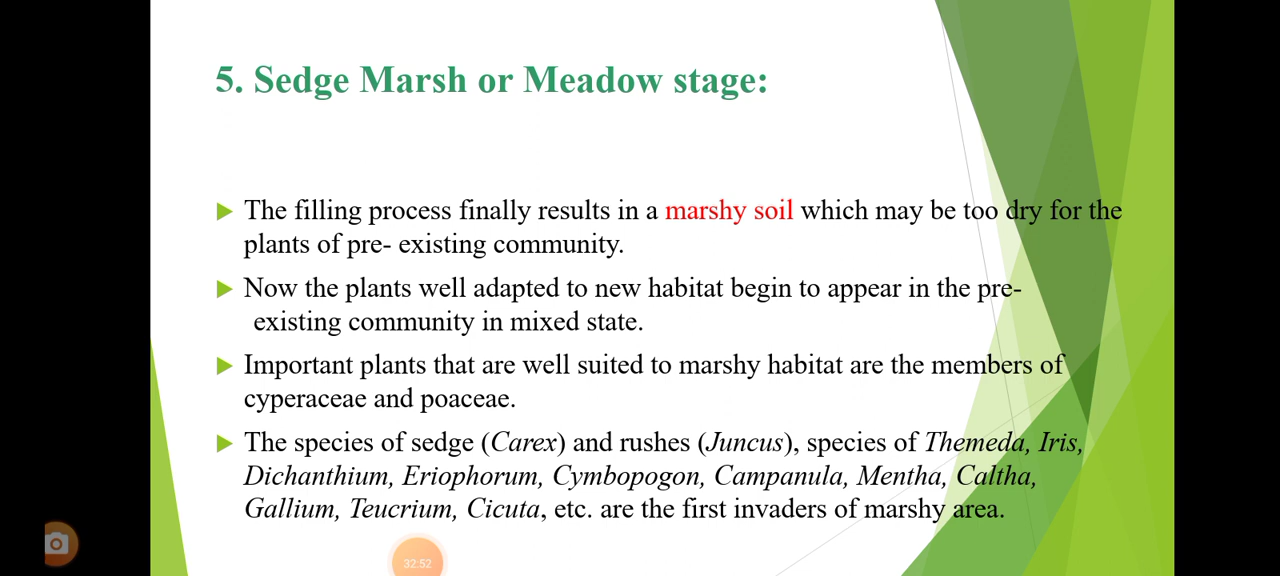 5. Sedge Marsh or Meadow stage:
The filling process finally results in a marshy soil which may be too dry for the
plants of pre- existing community.
Now the plants well adapted to new habitat begin to appear in the pre-
existing community in mixed state.
Important plants that are well suited to marshy habitat are the members of
cyperaceae and poaceae.
The species of sedge (Carex) and rushes (Juncus), species of Themeda, Iris,
Dichanthium, Eriophorum, Cymbopogon, Campanula, Mentha, Caltha,
Gallium, Teucrium, Cicuta, etc. are the first invaders of marshy area.
32:52